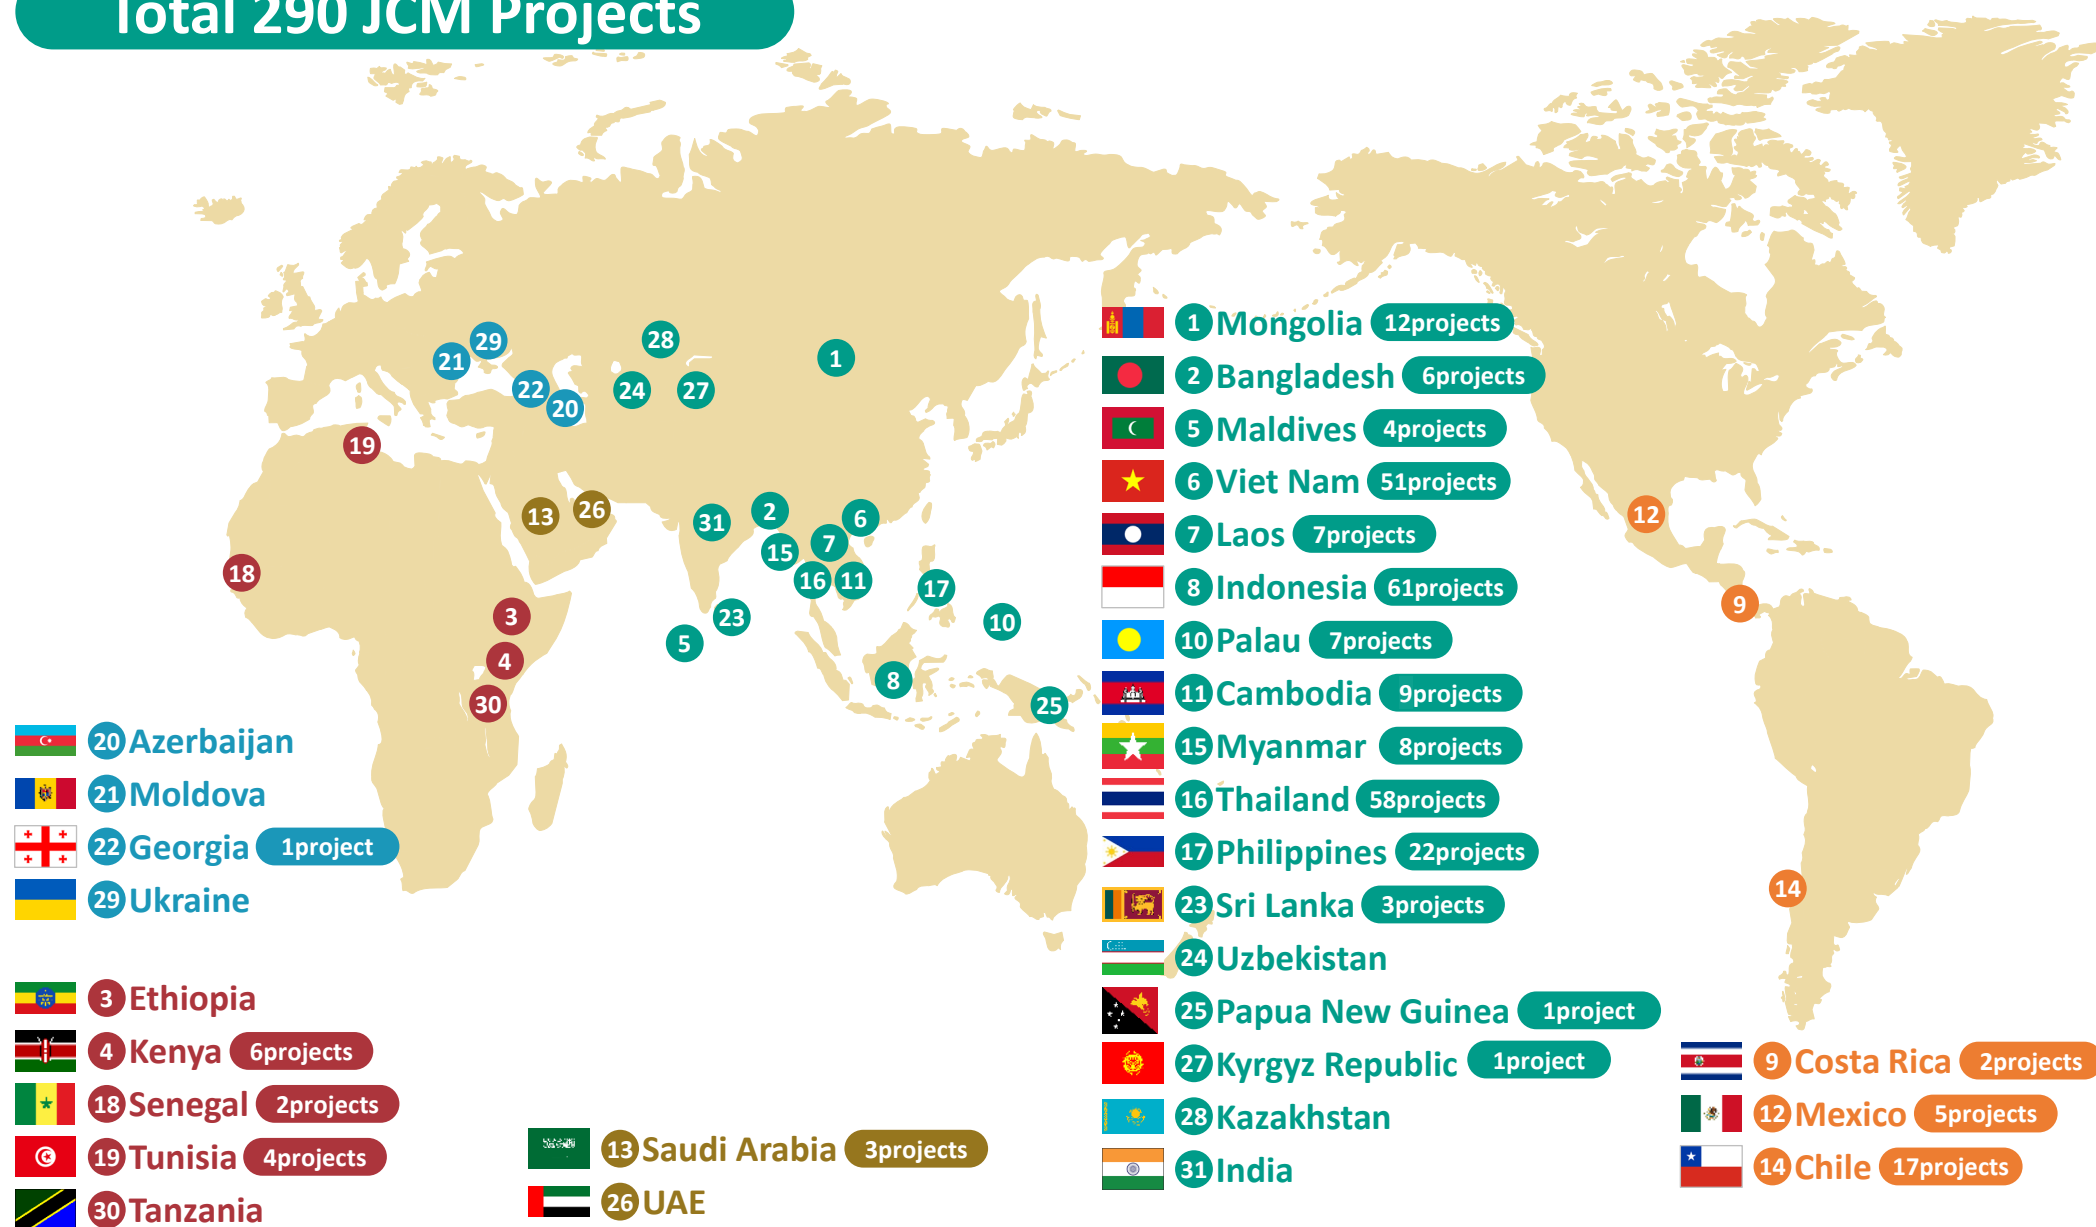 Total 290 JCM Projects
29
28
21
1
22
24
27
20
19
13
26
31
2
6
15
7
18
16
11
17
3
23
10
5
4
8
30
25
12
9
14
1 Mongolia 12projects
2 Bangladesh 6projects
5 Maldives 4projects
6 Viet Nam 51projects
7 Laos 7projects
8 Indonesia 61projects
10 Palau 7projects
11 Cambodia 9projects
15 Myanmar 8projects
16 Thailand 58projects
17 Philippines 22projects
23 Sri Lanka 3projects
24 Uzbekistan
25 Papua New Guinea 1project
27 Kyrgyz Republic 1project
28 Kazakhstan
31 India
20 Azerbaijan
21 Moldova
22 Georgia 1project
29 Ukraine
3 Ethiopia
4 Kenya 6projects
18 Senegal 2projects
19 Tunisia 4projects
30 Tanzania
13 Saudi Arabia 3projects
26 UAE
9 Costa Rica 2projects
12 Mexico 5projects
14 Chile 17projects